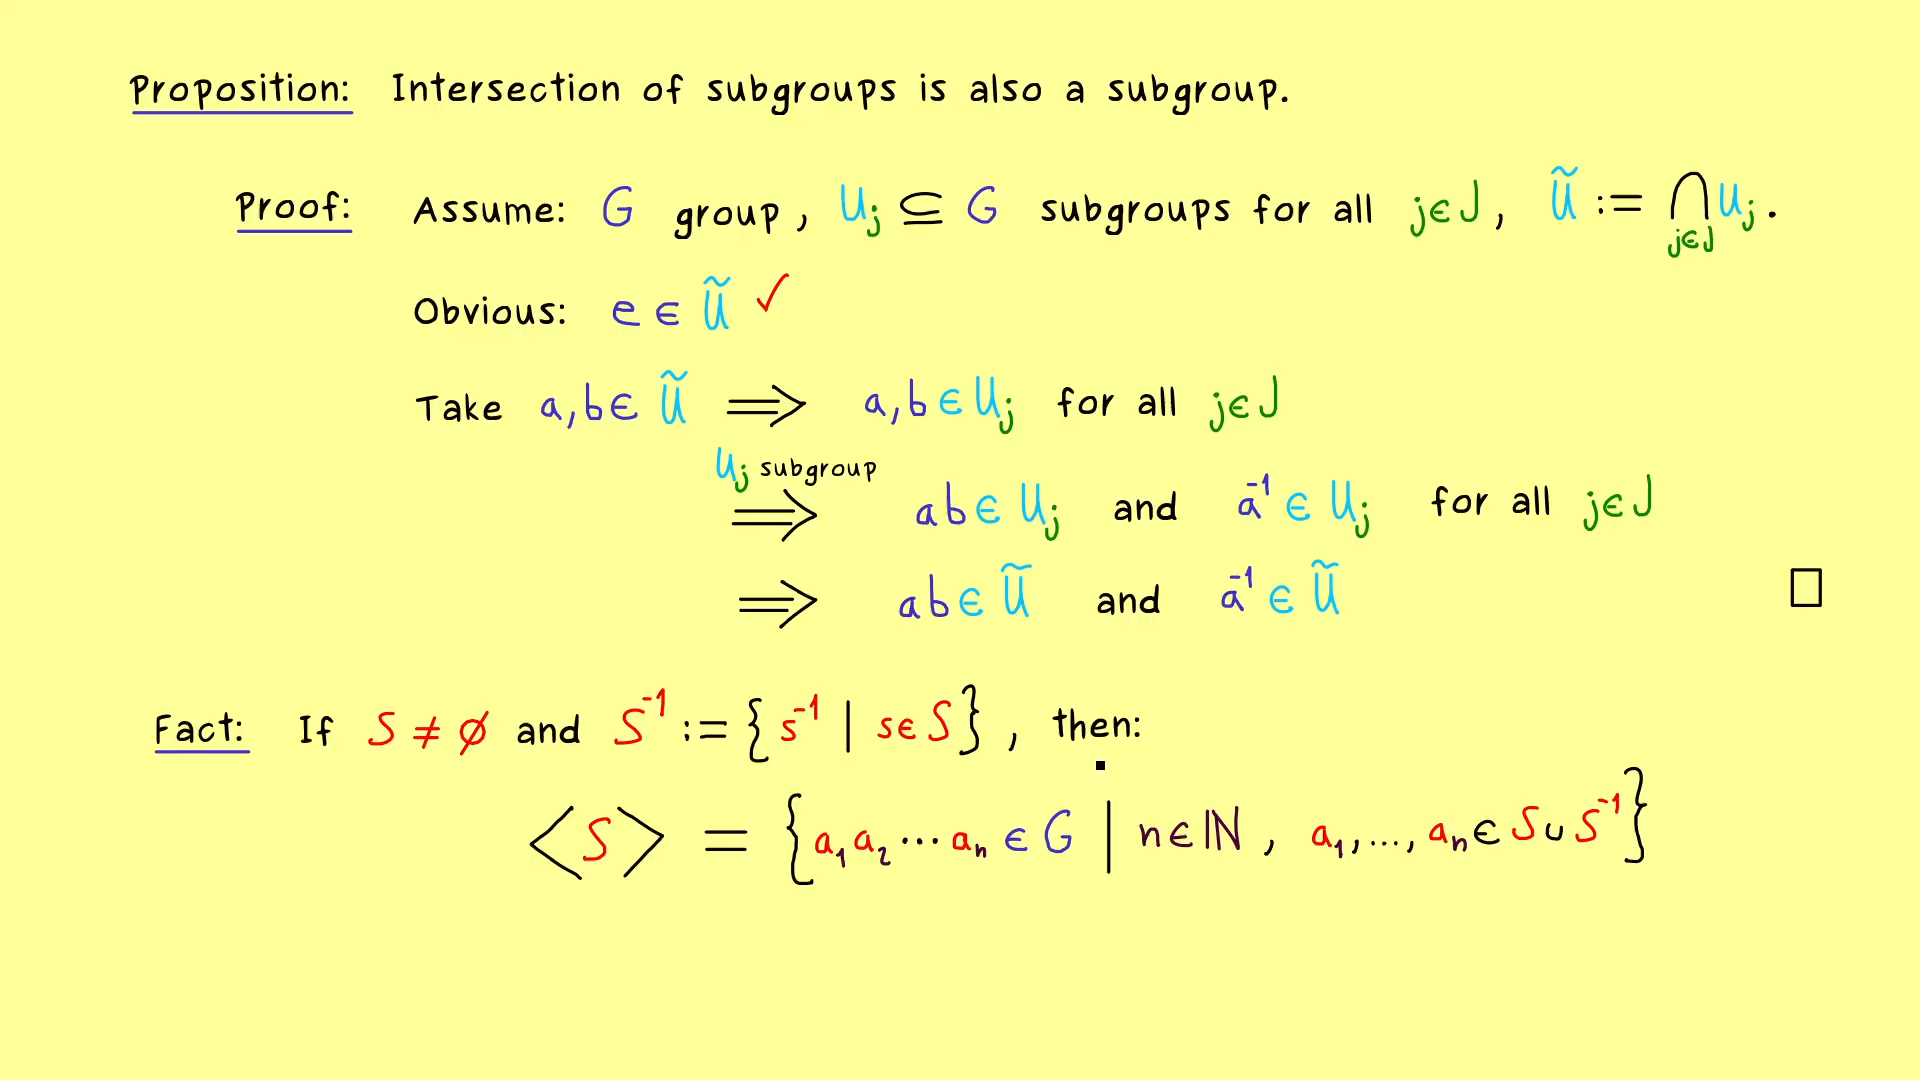 Proposition: Intersection of subgroups is also a subgroup.
Proof: Assume: G group, Uⱼ ⊆ G subgroups for all j∈J, Ũ := ⋂_{j∈J} Uⱼ.
Obvious: e ∈ Ũ ✓
Take a,b∈ Ũ ⟹ a,b∈Uⱼ for all j∈J
Uⱼ subgroup
⟹ ab∈Uⱼ and a⁻¹∈Uⱼ for all j∈J
⟹ ab∈Ũ and a⁻¹∈Ũ □
Fact: If S ≠ ∅ and S⁻¹ := {s⁻¹ | s∈S}, then:
⟨S⟩ = {a₁a₂⋯aₙ ∈ G | n∈ℕ, a₁,…,aₙ∈S∪S⁻¹}